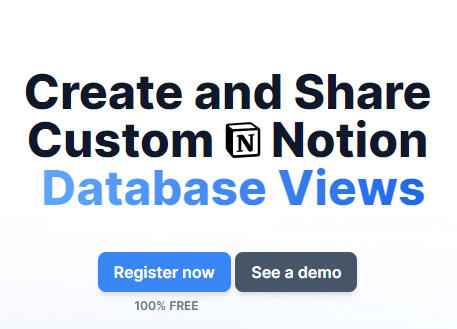 Create and Share
Custom N Notion
Database Views
Register now See a demo
100% FREE